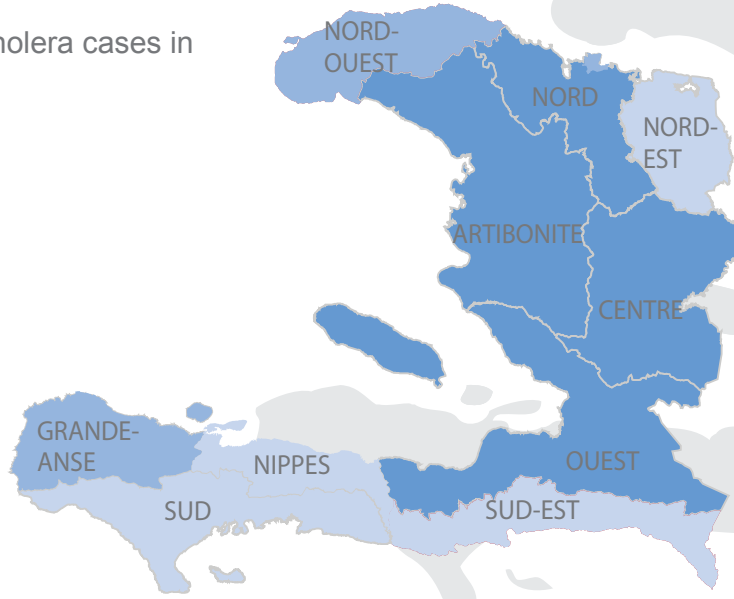 holera cases in
NORD-
OUEST
NORD
NORD-
EST
ARTIBONITE
CENTRE
GRANDE-
ANSE
NIPPES
OUEST
SUD
SUD-EST